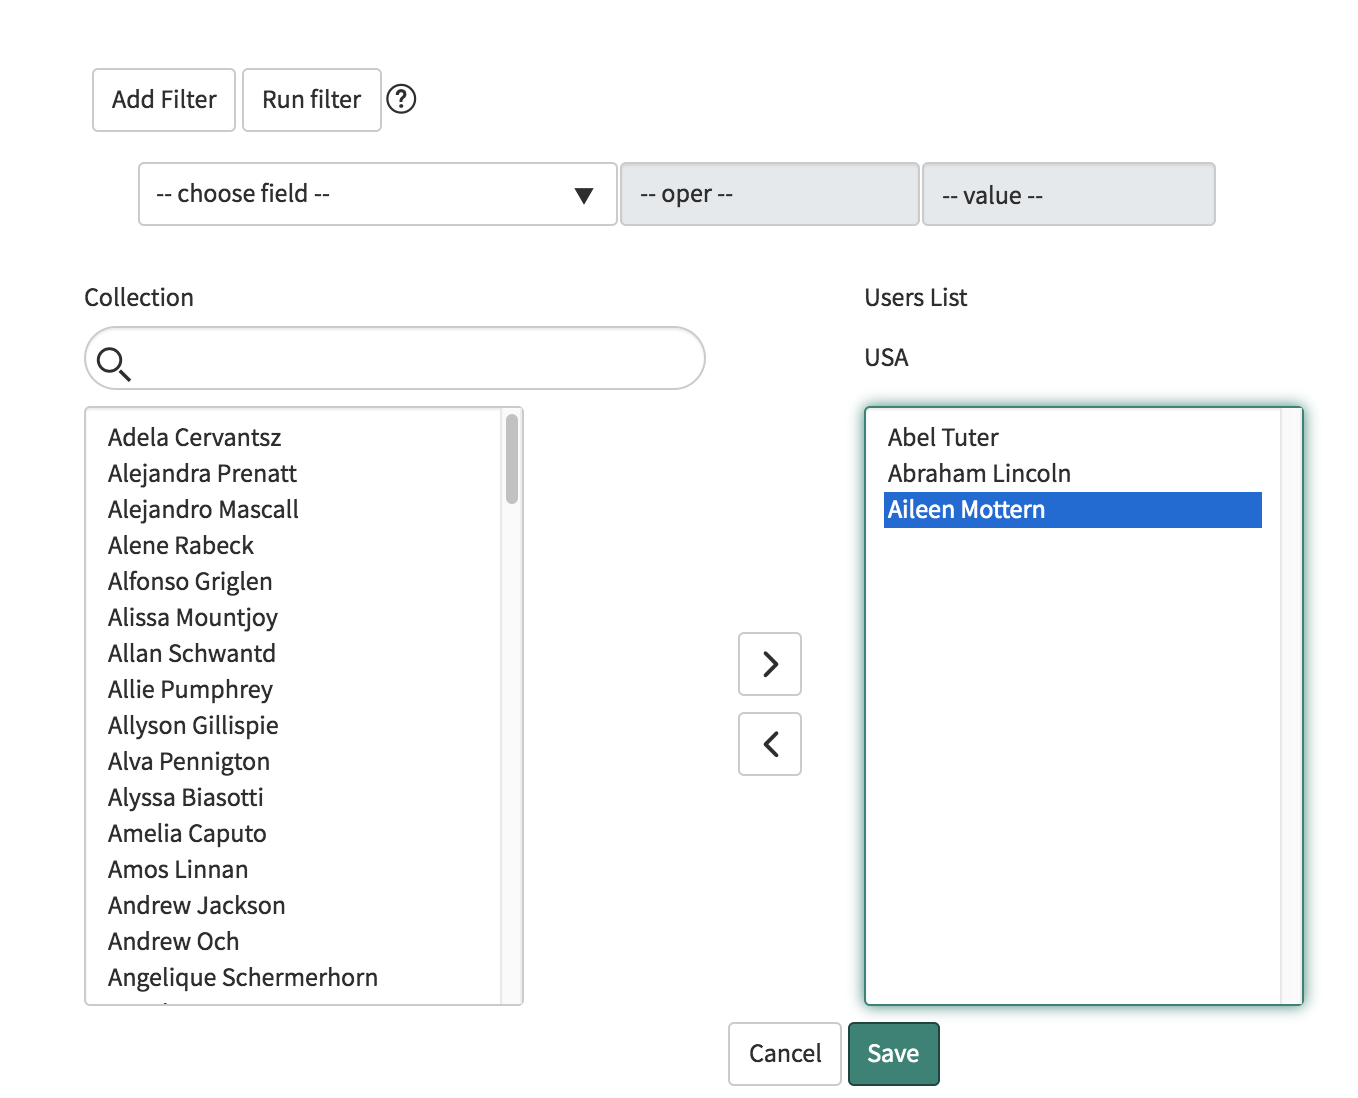 Add Filter Run filter ?
-- choose field -- -- oper -- -- value --
Collection
Adela Cervantsz
Alejandra Prenatt
Alejandro Mascall
Alene Rabeck
Alfonso Griglen
Alissa Mountjoy
Allan Schwantd
Allie Pumphrey
Allyson Gillispie
Alva Pennigton
Alyssa Biasotti
Amelia Caputo
Amos Linnan
Andrew Jackson
Andrew Och
Angelique Schermerhorn
Users List
USA
Abel Tuter
Abraham Lincoln
Aileen Mottern
Cancel Save